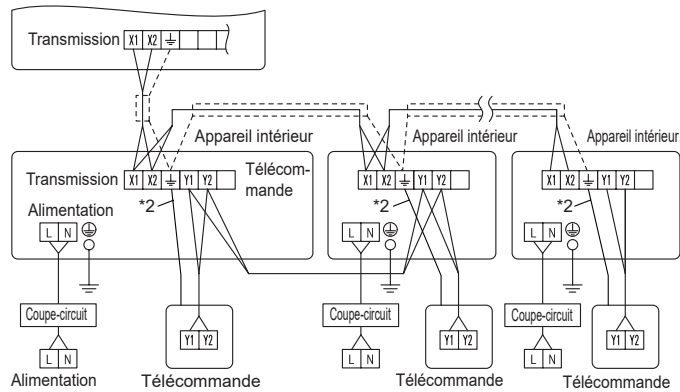 Transmission X1 X2 ⏚
Appareil intérieur
Appareil intérieur
Appareil intérieur
Transmission X1 X2 ⏚ Y1 Y2
Télécom-
mande
X1 X2 ⏚ Y1 Y2
X1 X2 ⏚ Y1 Y2
*2
*2
*2
Alimentation
L N
L N
L N
Coupe-circuit
Coupe-circuit
Coupe-circuit
Y1 Y2
Y1 Y2
Y1 Y2
L N
L N
L N
Alimentation
Télécommande
Télécommande
Télécommande